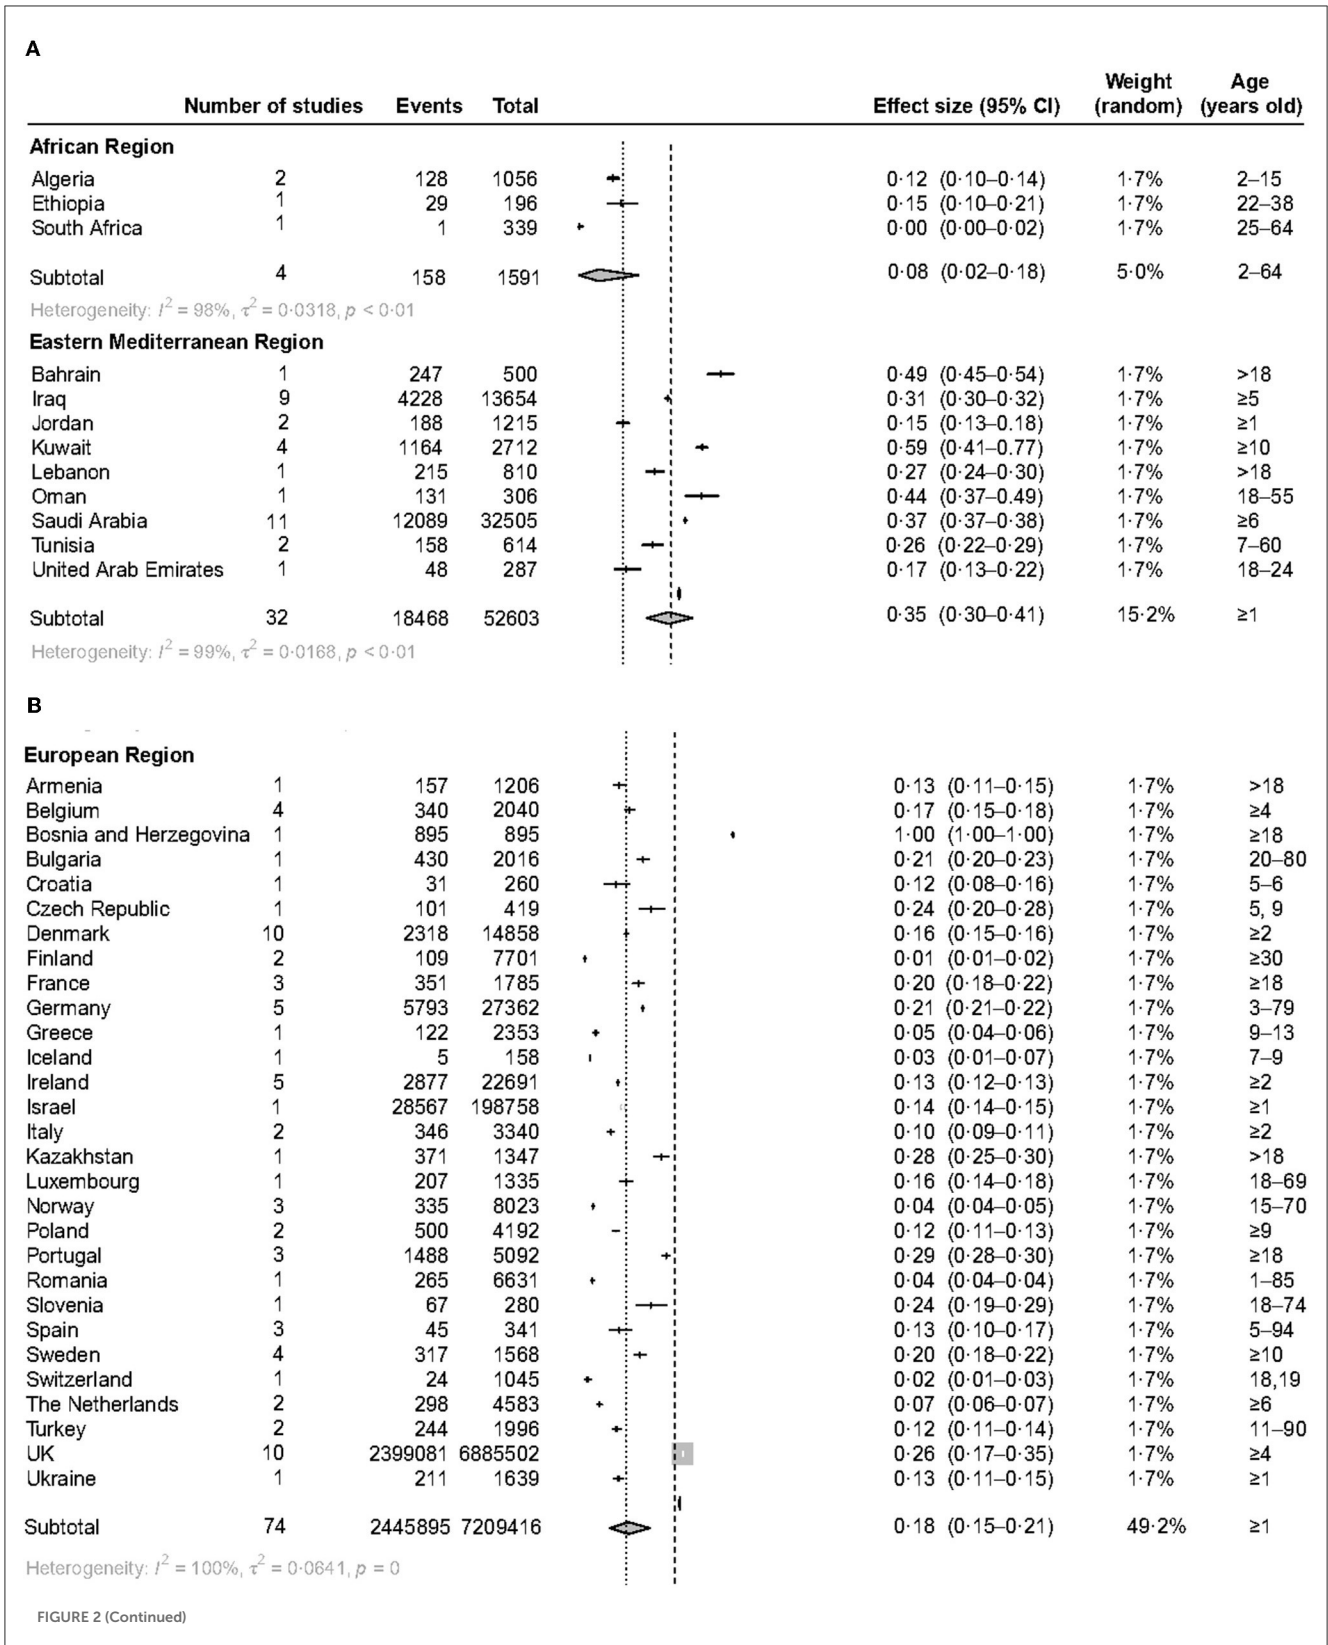 A
Weight Age
Number of studies Events Total Effect size (95% CI) (random) (years old)
African Region
Algeria 2 128 1056 0·12 (0·10–0·14) 1·7% 2–15
Ethiopia 1 29 196 0·15 (0·10–0·21) 1·7% 22–38
South Africa 1 1 339 0·00 (0·00–0·02) 1·7% 25–64
Subtotal 4 158 1591 0·08 (0·02–0·18) 5·0% 2–64
Heterogeneity: I² = 98%, τ² = 0·0318, p < 0·01
Eastern Mediterranean Region
Bahrain 1 247 500 0·49 (0·45–0·54) 1·7% >18
Iraq 9 4228 13654 0·31 (0·30–0·32) 1·7% ≥5
Jordan 2 188 1215 0·15 (0·13–0.18) 1·7% ≥1
Kuwait 4 1164 2712 0·59 (0·41–0.77) 1·7% ≥10
Lebanon 1 215 810 0·27 (0·24–0·30) 1·7% >18
Oman 1 131 306 0·44 (0·37–0.49) 1·7% 18–55
Saudi Arabia 11 12089 32505 0·37 (0·37–0·38) 1·7% ≥6
Tunisia 2 158 614 0·26 (0·22–0·29) 1·7% 7–60
United Arab Emirates 1 48 287 0·17 (0·13–0·22) 1·7% 18–24
Subtotal 32 18468 52603 0·35 (0·30–0·41) 15·2% ≥1
Heterogeneity: I² = 99%, τ² = 0·0168, p < 0·01
B
European Region
Armenia 1 157 1206 0·13 (0·11–0·15) 1·7% >18
Belgium 4 340 2040 0·17 (0·15–0·18) 1·7% ≥4
Bosnia and Herzegovina 1 895 895 1·00 (1·00–1·00) 1·7% ≥18
Bulgaria 1 430 2016 0·21 (0·20–0·23) 1·7% 20–80
Croatia 1 31 260 0·12 (0·08–0·16) 1·7% 5–6
Czech Republic 1 101 419 0·24 (0·20–0·28) 1·7% 5, 9
Denmark 10 2318 14858 0·16 (0·15–0·16) 1·7% ≥2
Finland 2 109 7701 0·01 (0·01–0·02) 1·7% ≥30
France 3 351 1785 0·20 (0·18–0·22) 1·7% ≥18
Germany 5 5793 27362 0·21 (0·21–0·22) 1·7% 3–79
Greece 1 122 2353 0·05 (0·04–0·06) 1·7% 9–13
Iceland 1 5 158 0·03 (0·01–0·07) 1·7% 7–9
Ireland 5 2877 22691 0·13 (0·12–0·13) 1·7% ≥2
Israel 1 28567 198758 0·14 (0·14–0·15) 1·7% ≥1
Italy 2 346 3340 0·10 (0·09–0·11) 1·7% ≥2
Kazakhstan 1 371 1347 0·28 (0·25–0·30) 1·7% >18
Luxembourg 1 207 1335 0·16 (0·14–0·18) 1·7% 18–69
Norway 3 335 8023 0·04 (0·04–0·05) 1·7% 15–70
Poland 2 500 4192 0·12 (0·11–0·13) 1·7% ≥9
Portugal 3 1488 5092 0·29 (0·28–0·30) 1·7% ≥18
Romania 1 265 6631 0·04 (0·04–0·04) 1·7% 1–85
Slovenia 1 67 280 0·24 (0·19–0·29) 1·7% 18–74
Spain 3 45 341 0·13 (0·10–0·17) 1·7% 5–94
Sweden 4 317 1568 0·20 (0·18–0·22) 1·7% ≥10
Switzerland 1 24 1045 0·02 (0·01–0·03) 1·7% 18,19
The Netherlands 2 298 4583 0·07 (0·06–0·07) 1·7% ≥6
Turkey 2 244 1996 0·12 (0·11–0·14) 1·7% 11–90
UK 10 2399081 6885502 0·26 (0·17–0·35) 1·7% ≥4
Ukraine 1 211 1639 0·13 (0·11–0·15) 1·7% ≥1
Subtotal 74 2445895 7209416 0·18 (0·15–0·21) 49·2% ≥1
Heterogeneity: I² = 100%, τ² = 0·0641, p = 0
FIGURE 2 (Continued)